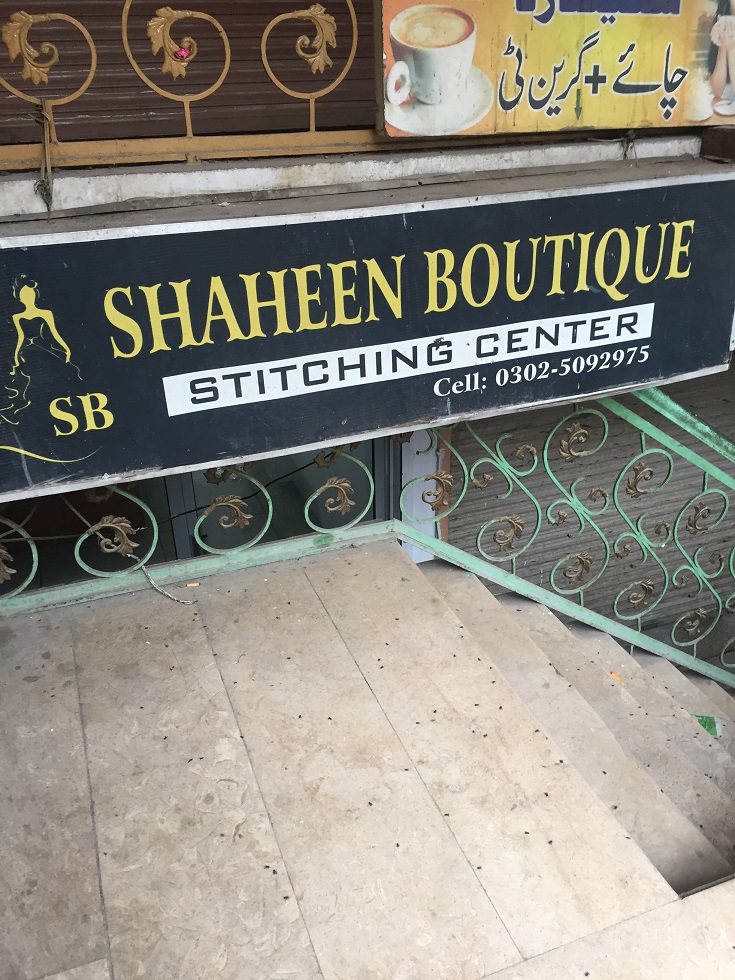 چائے + گرین ٹی
SHAHEEN BOUTIQUE
STITCHING CENTER
Cell: 0302-5092975
SB